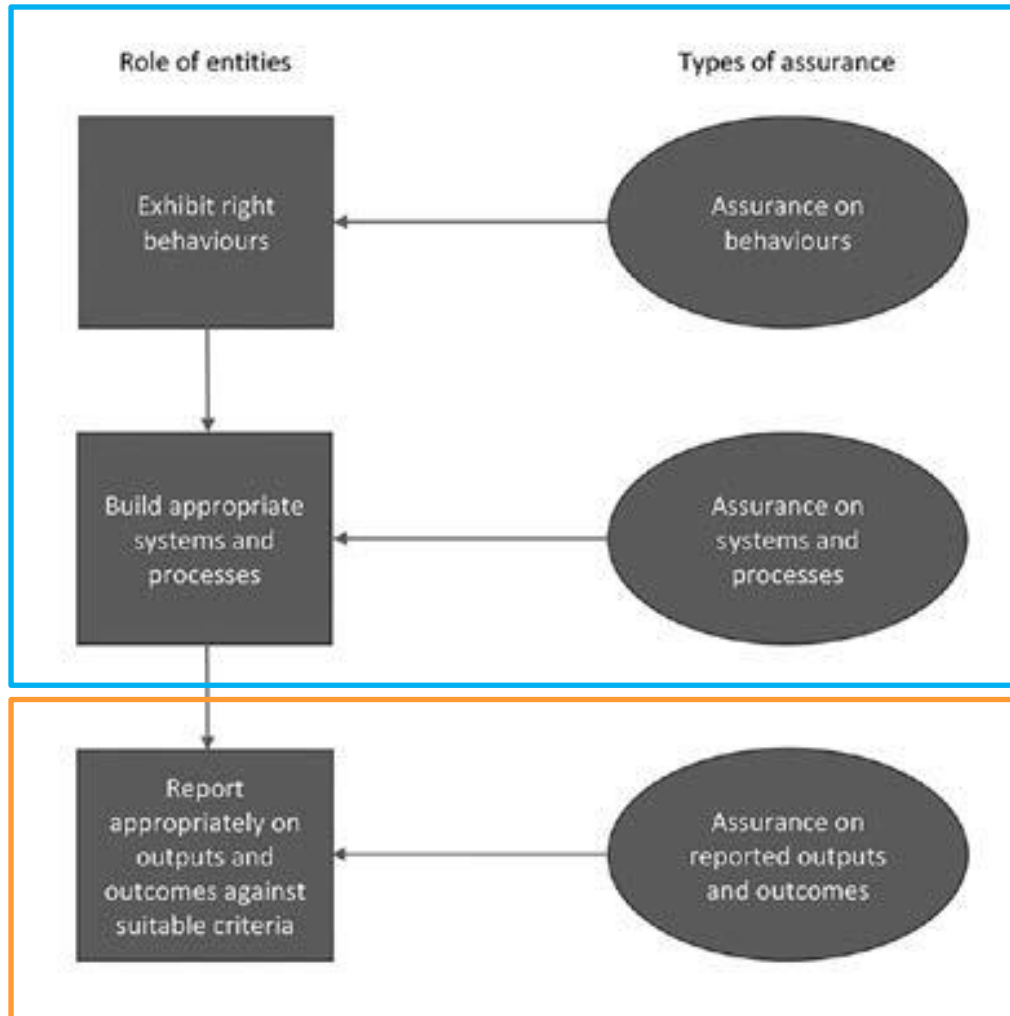 Role of entities
Types of assurance
Exhibit right
behaviours
Assurance on
behaviours
Build appropriate
systems and
processes
Assurance on
systems and
processes
Report
appropriately on
outputs and
outcomes against
suitable criteria
Assurance on
reported outputs
and outcomes